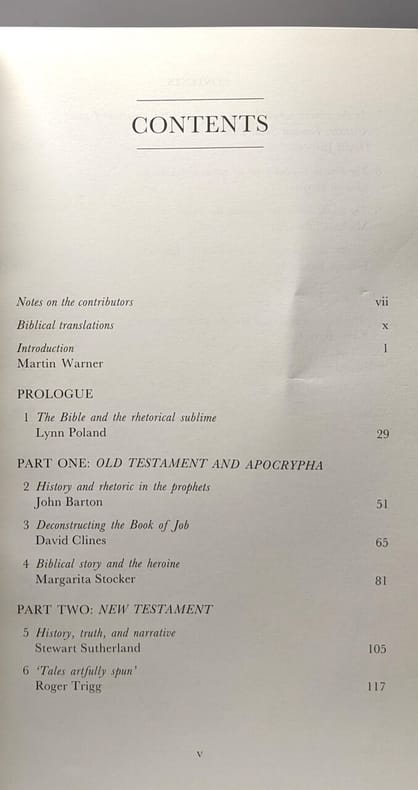 CONTENTS
Notes on the contributors vii
Biblical translations x
Introduction 1
Martin Warner
PROLOGUE
1 The Bible and the rhetorical sublime
Lynn Poland 29
PART ONE: OLD TESTAMENT AND APOCRYPHA
2 History and rhetoric in the prophets
John Barton 51
3 Deconstructing the Book of Job
David Clines 65
4 Biblical story and the heroine
Margarita Stocker 81
PART TWO: NEW TESTAMENT
5 History, truth, and narrative
Stewart Sutherland 105
6 ‘Tales artfully spun’
Roger Trigg 117
v